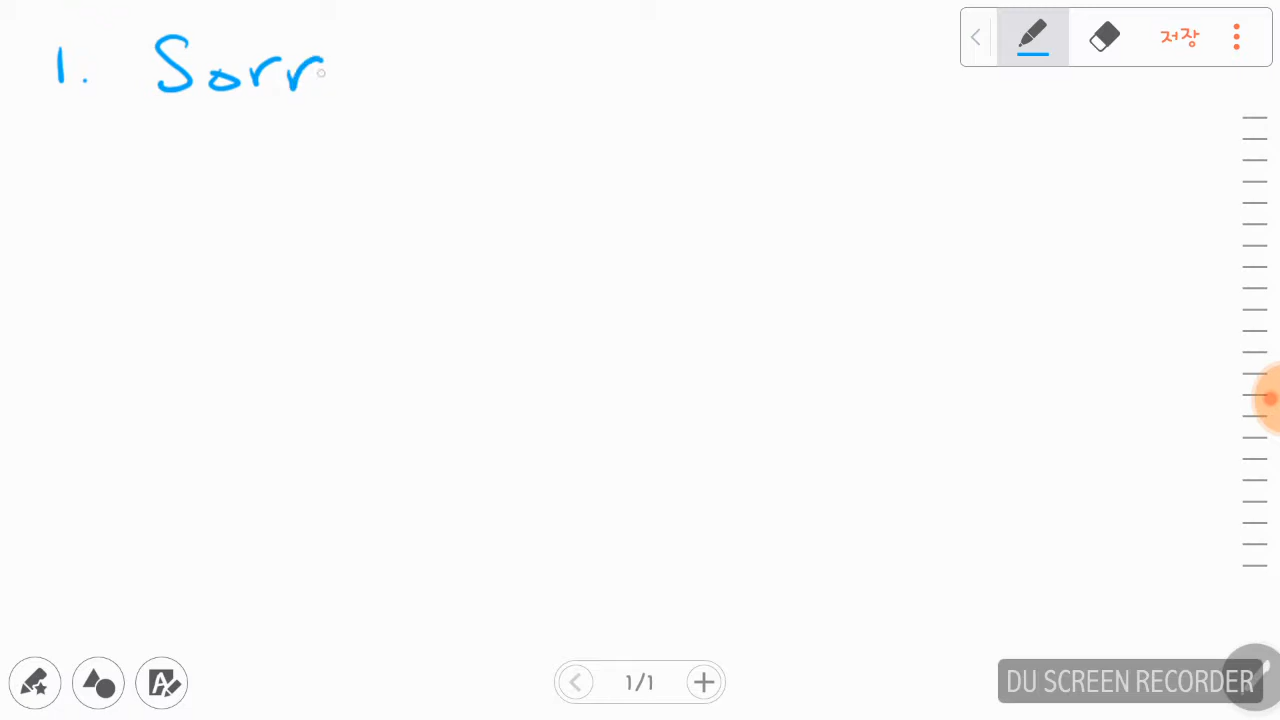 1. Sorr
저장
1/1
DU SCREEN RECORDER